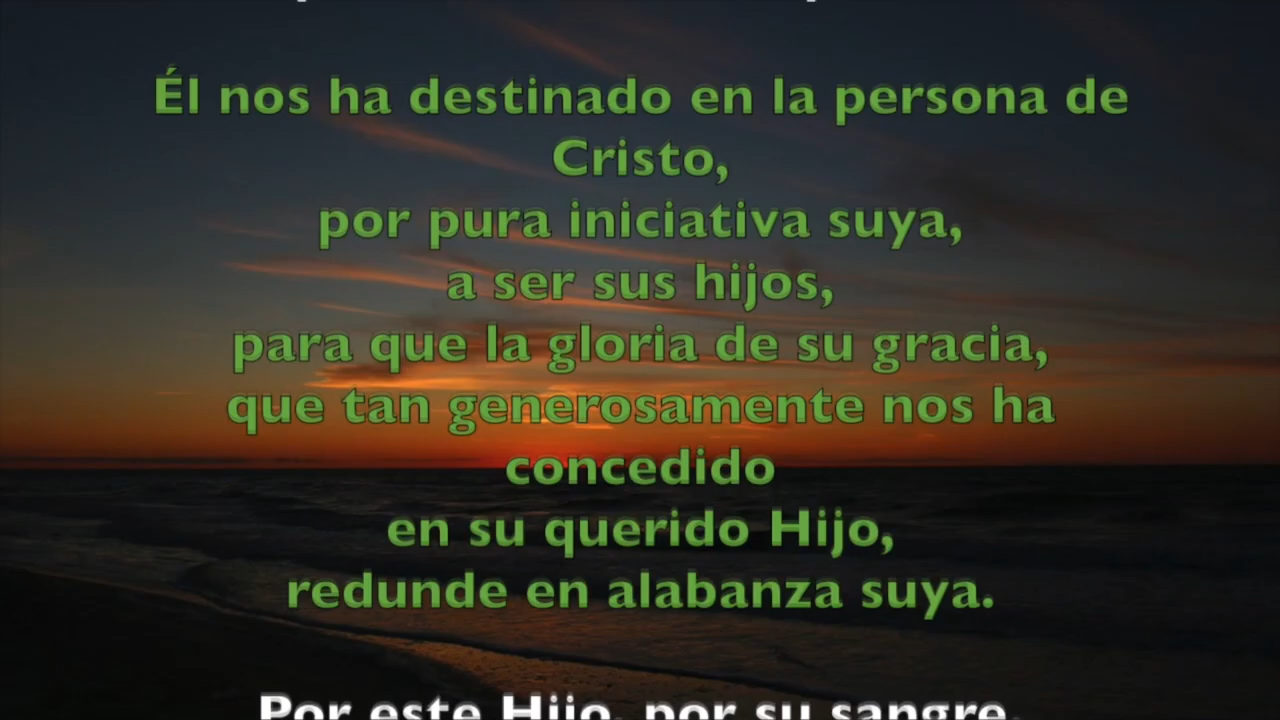 Él nos ha destinado en la persona de
Cristo,
por pura iniciativa suya,
a ser sus hijos,
para que la gloria de su gracia,
que tan generosamente nos ha
concedido
en su querido Hijo,
redunde en alabanza suya.
Por este Hijo, por su sangre,